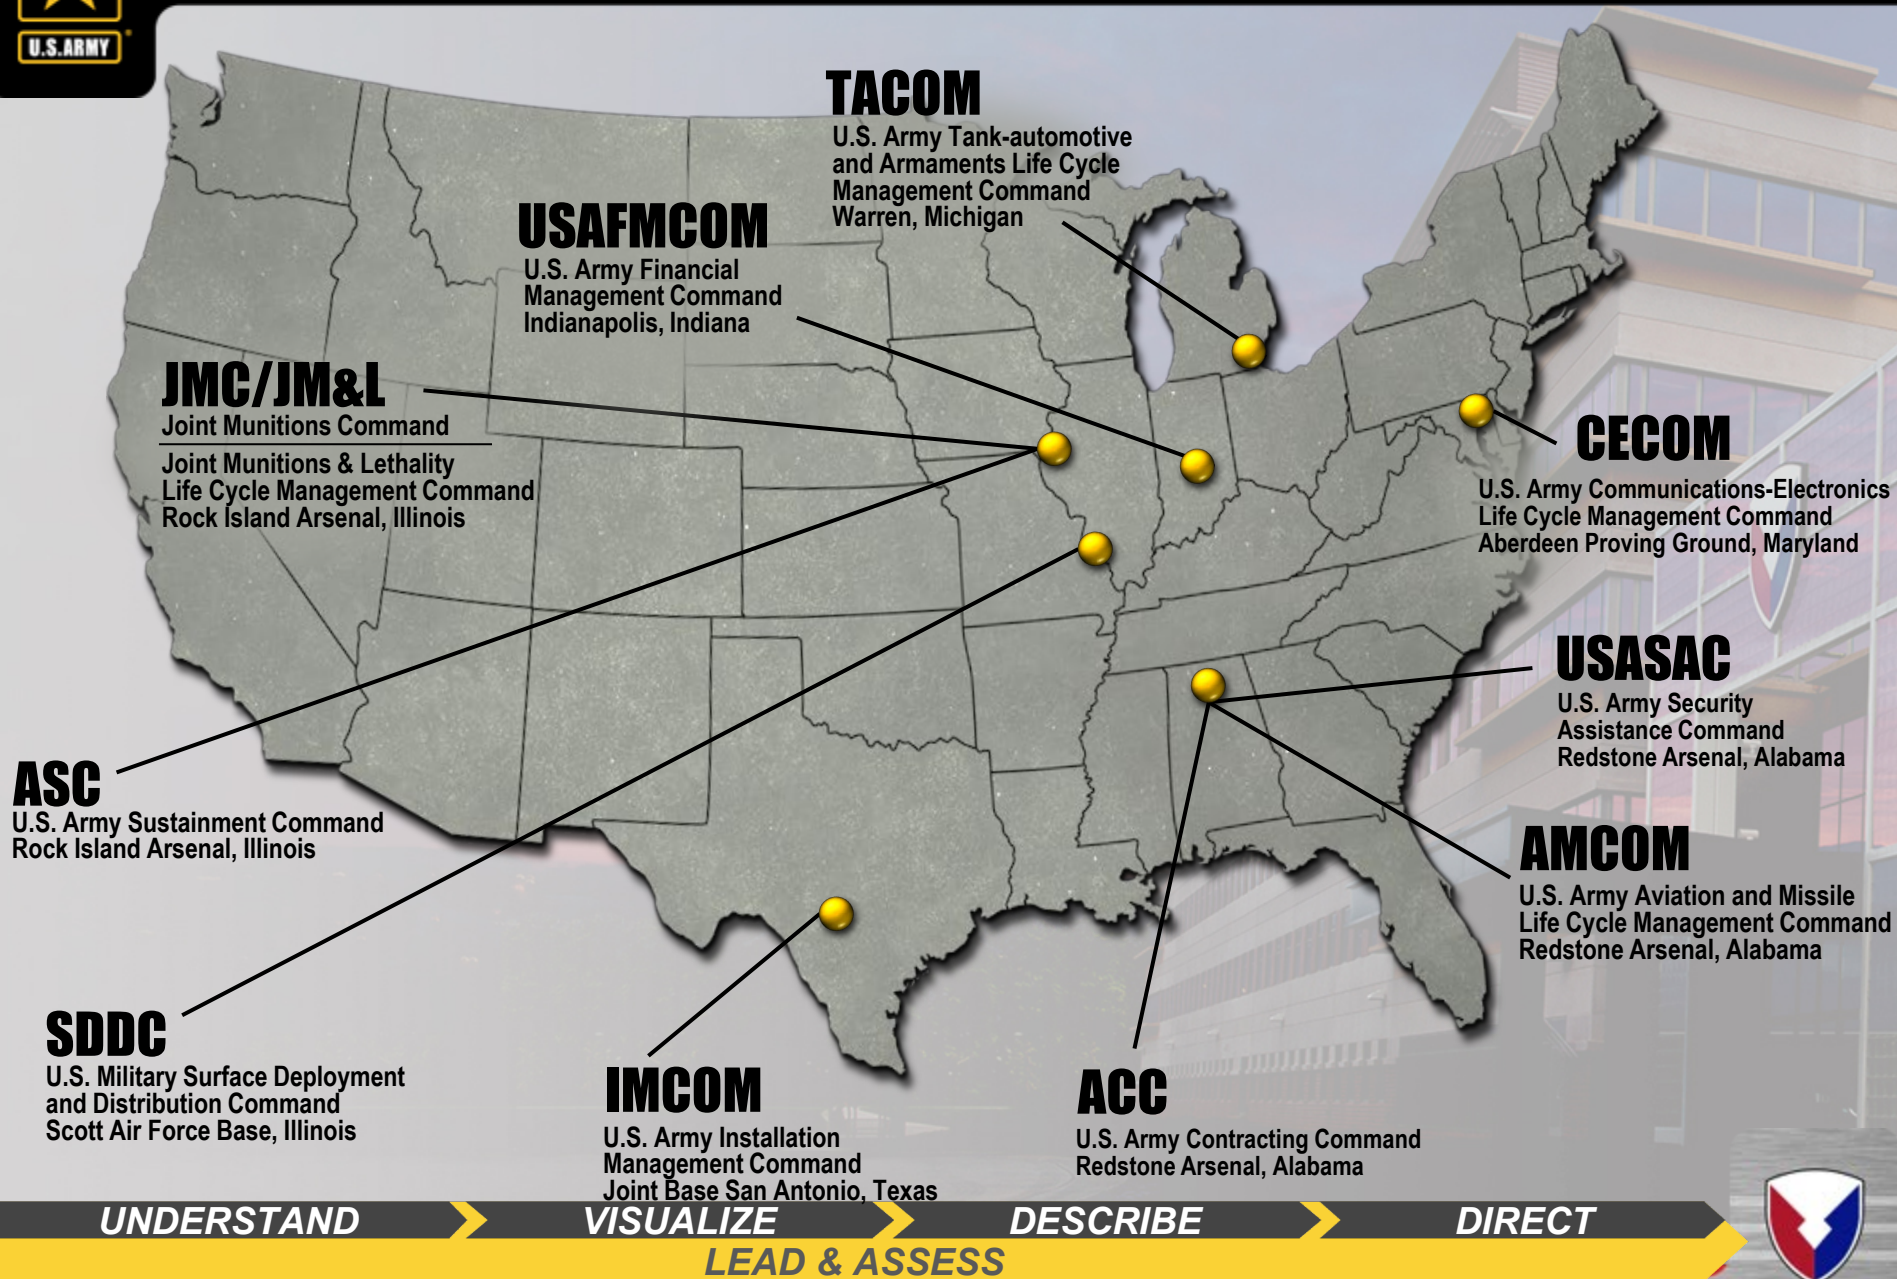 U.S.ARMY
TACOM
U.S. Army Tank-automotive
and Armaments Life Cycle
Management Command
Warren, Michigan
USAFMCOM
U.S. Army Financial
Management Command
Indianapolis, Indiana
JMC/JM&L
Joint Munitions Command
Joint Munitions & Lethality
Life Cycle Management Command
Rock Island Arsenal, Illinois
CECOM
U.S. Army Communications-Electronics
Life Cycle Management Command
Aberdeen Proving Ground, Maryland
USASAC
U.S. Army Security
Assistance Command
Redstone Arsenal, Alabama
ASC
U.S. Army Sustainment Command
Rock Island Arsenal, Illinois
AMCOM
U.S. Army Aviation and Missile
Life Cycle Management Command
Redstone Arsenal, Alabama
SDDC
U.S. Military Surface Deployment
and Distribution Command
Scott Air Force Base, Illinois
IMCOM
U.S. Army Installation
Management Command
Joint Base San Antonio, Texas
ACC
U.S. Army Contracting Command
Redstone Arsenal, Alabama
UNDERSTAND VISUALIZE DESCRIBE DIRECT
LEAD & ASSESS